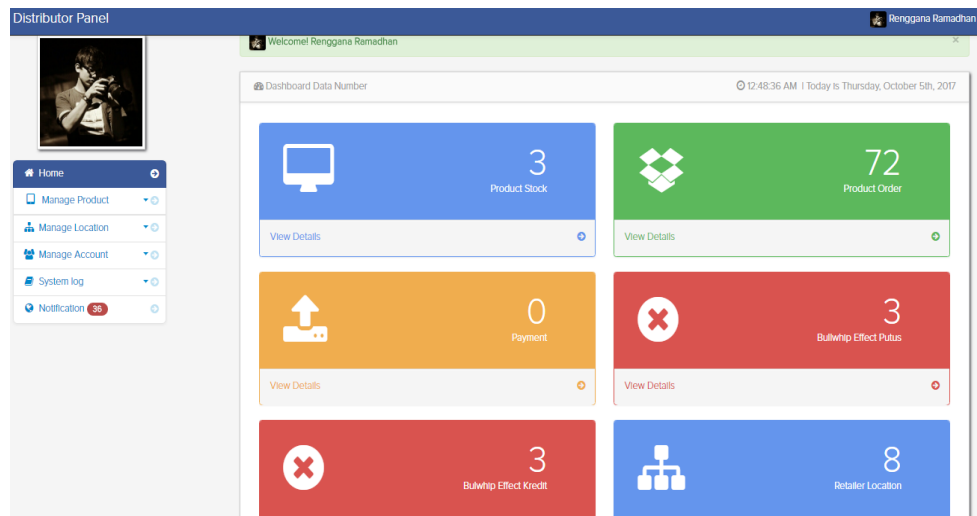 Distributor Panel
Renggana Ramadhan
Welcome! Renggana Ramadhan
×
Dashboard Data Number
12:48:36 AM | Today is Thursday, October 5th, 2017
Home
Manage Product
Manage Location
Manage Account
System log
Notification 36
3
Product Stock
View Details
72
Product Order
View Details
0
Payment
View Details
3
Bullwhip Effect Putus
View Details
3
Bulwhip Effect Kredit
8
Retailer Location